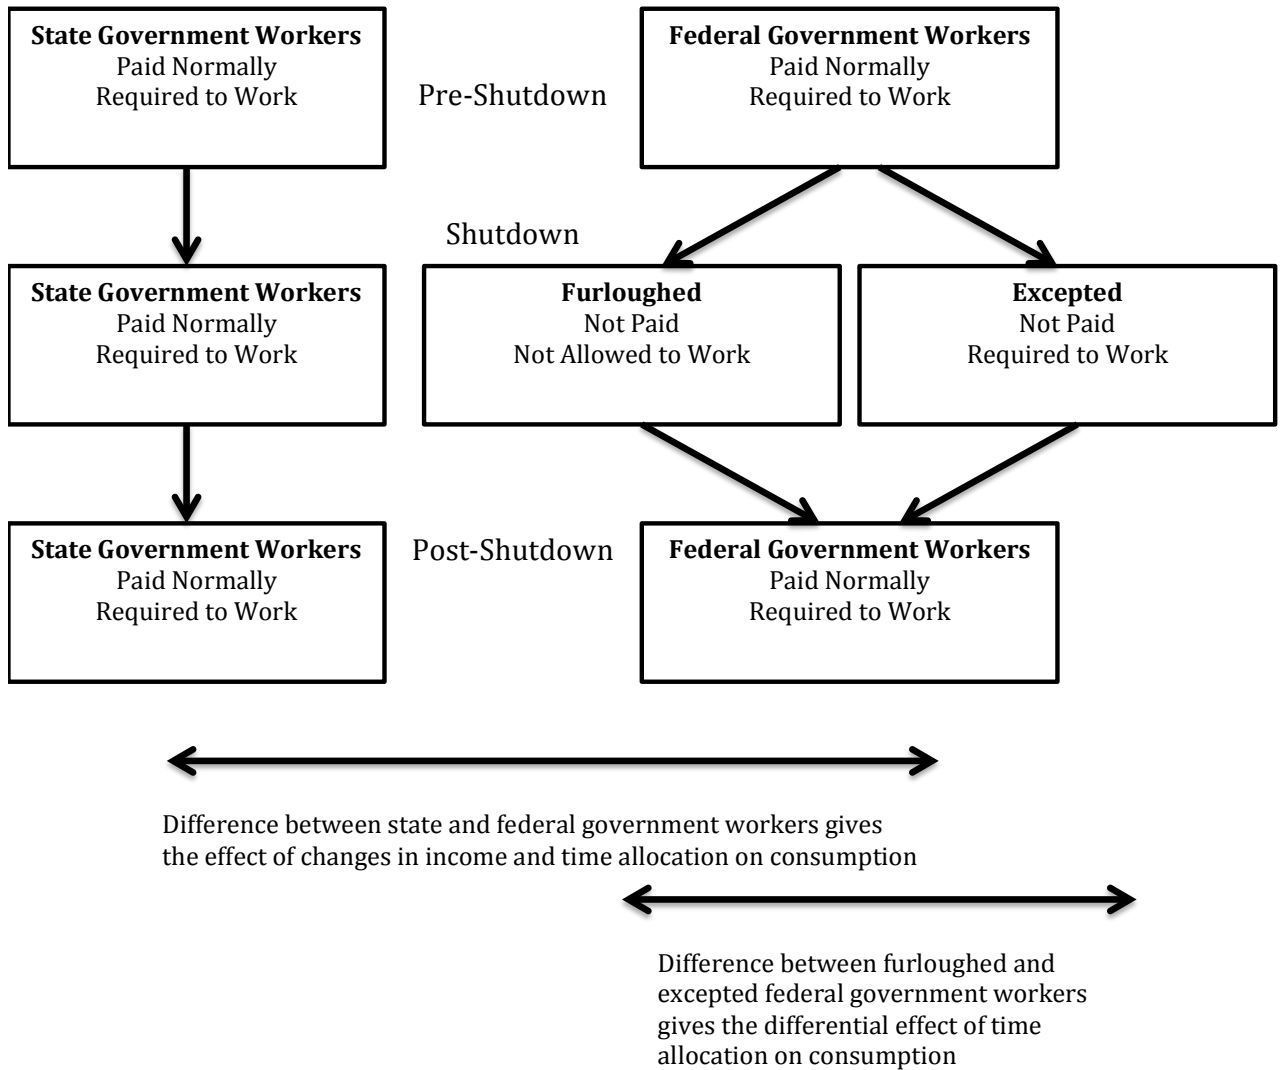 State Government Workers
Paid Normally
Required to Work
Pre-Shutdown
Federal Government Workers
Paid Normally
Required to Work
Shutdown
State Government Workers
Paid Normally
Required to Work
Furloughed
Not Paid
Not Allowed to Work
Excepted
Not Paid
Required to Work
State Government Workers
Paid Normally
Required to Work
Post-Shutdown
Federal Government Workers
Paid Normally
Required to Work
Difference between state and federal government workers gives
the effect of changes in income and time allocation on consumption
Difference between furloughed and
excepted federal government workers
gives the differential effect of time
allocation on consumption